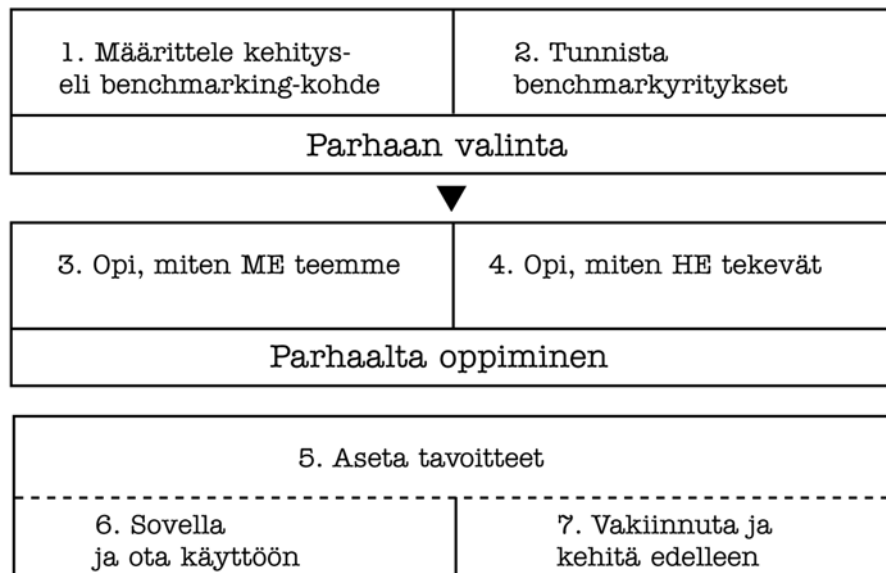 1. Määrittele kehitys-
eli benchmarking-kohde
2. Tunnista
benchmarkyritykset
Parhaan valinta
3. Opi, miten ME teemme
4. Opi, miten HE tekevät
Parhaalta oppiminen
5. Aseta tavoitteet
6. Sovella
ja ota käyttöön
7. Vakiinnuta ja
kehitä edelleen